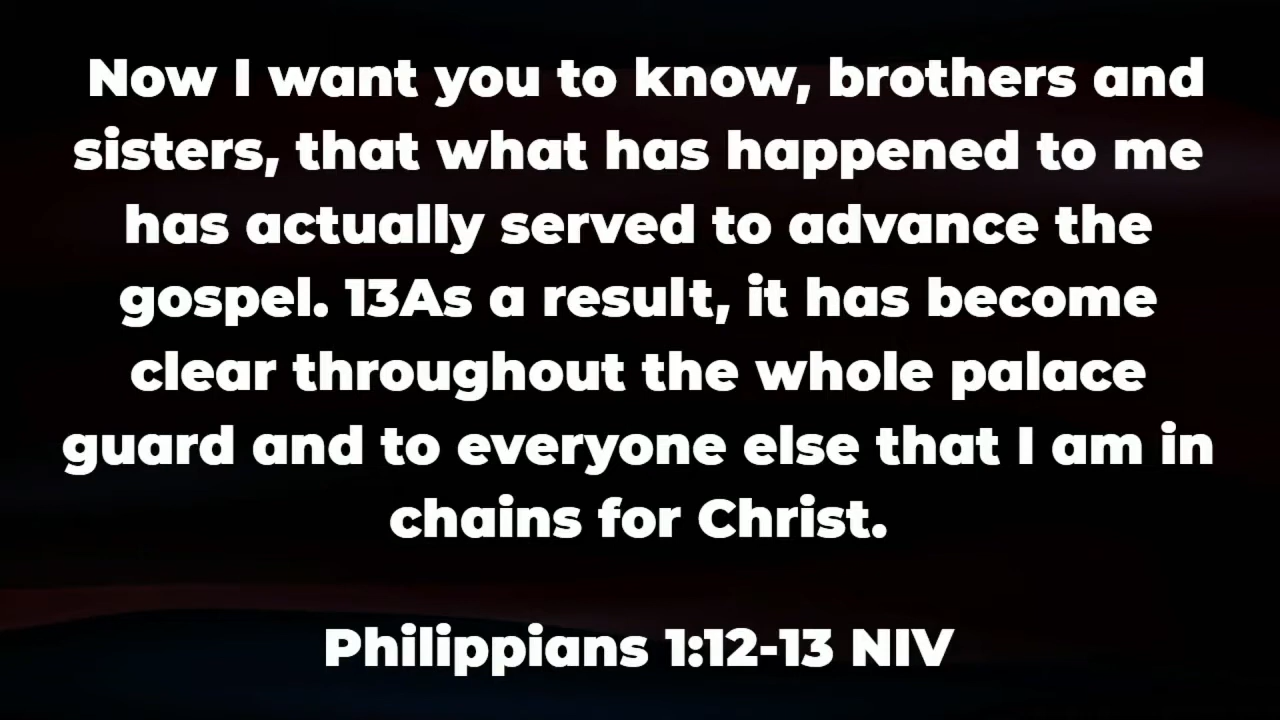 Now I want you to know, brothers and
sisters, that what has happened to me
has actually served to advance the
gospel. 13As a result, it has become
clear throughout the whole palace
guard and to everyone else that I am in
chains for Christ.
Philippians 1:12-13 NIV